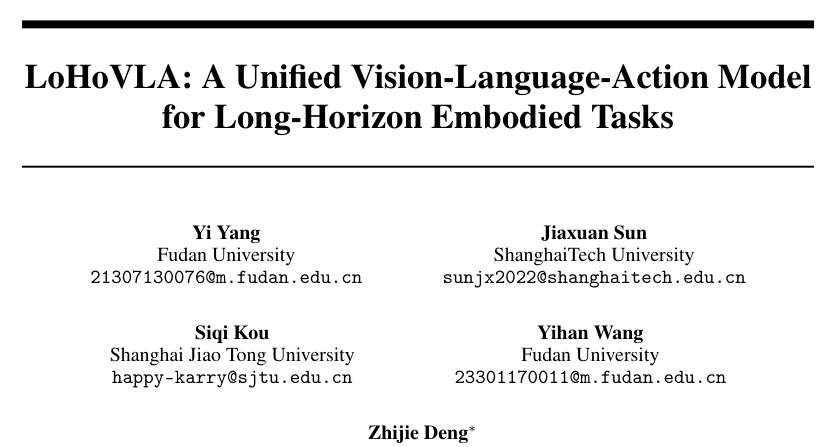 LoHoVLA: A Unified Vision-Language-Action Model
for Long-Horizon Embodied Tasks
Yi Yang
Fudan University
21307130076@m.fudan.edu.cn
Jiaxuan Sun
ShanghaiTech University
sunjx2022@shanghaitech.edu.cn
Siqi Kou
Shanghai Jiao Tong University
happy-karry@sjtu.edu.cn
Yihan Wang
Fudan University
23301170011@m.fudan.edu.cn
Zhijie Deng*